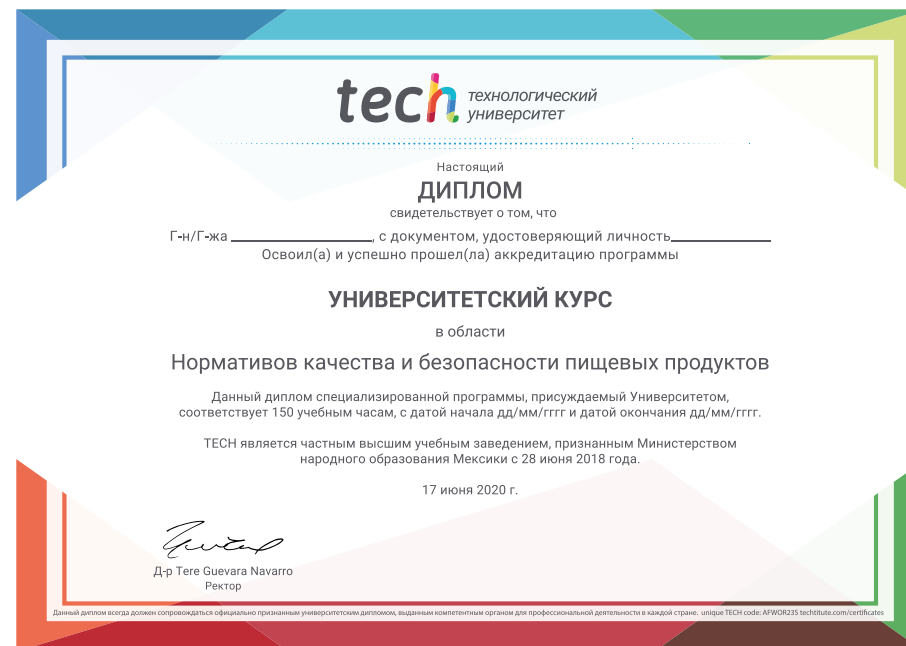 tech технологический
университет
Настоящий
ДИПЛОМ
свидетельствует о том, что
Г-н/Г-жа ____________________, с документом, удостоверяющий личность______________
Освоил(а) и успешно прошел(ла) аккредитацию программы
УНИВЕРСИТЕТСКИЙ КУРС
в области
Нормативов качества и безопасности пищевых продуктов
Данный диплом специализированной программы, присуждаемый Университетом,
соответствует 150 учебным часам, с датой начала дд/мм/гггг и датой окончания дд/мм/гггг.
TECH является частным высшим учебным заведением, признанным Министерством
народного образования Мексики с 28 июня 2018 года.
17 июня 2020 г.
Д-р Tere Guevara Navarro
Ректор
Данный диплом всегда должен сопровождаться официально признанным университетским дипломом, выданным компетентным органом для профессиональной деятельности в каждой стране. unique TECH code: AFWOR23S techtitute.com/certificates